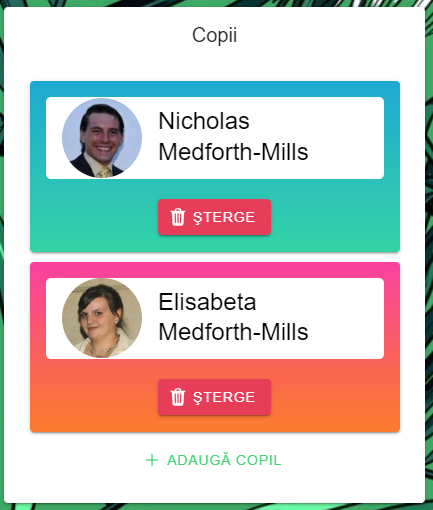 Copii
Nicholas
Medforth-Mills
ŞTERGE
Elisabeta
Medforth-Mills
ŞTERGE
+ ADAUGĂ COPIL